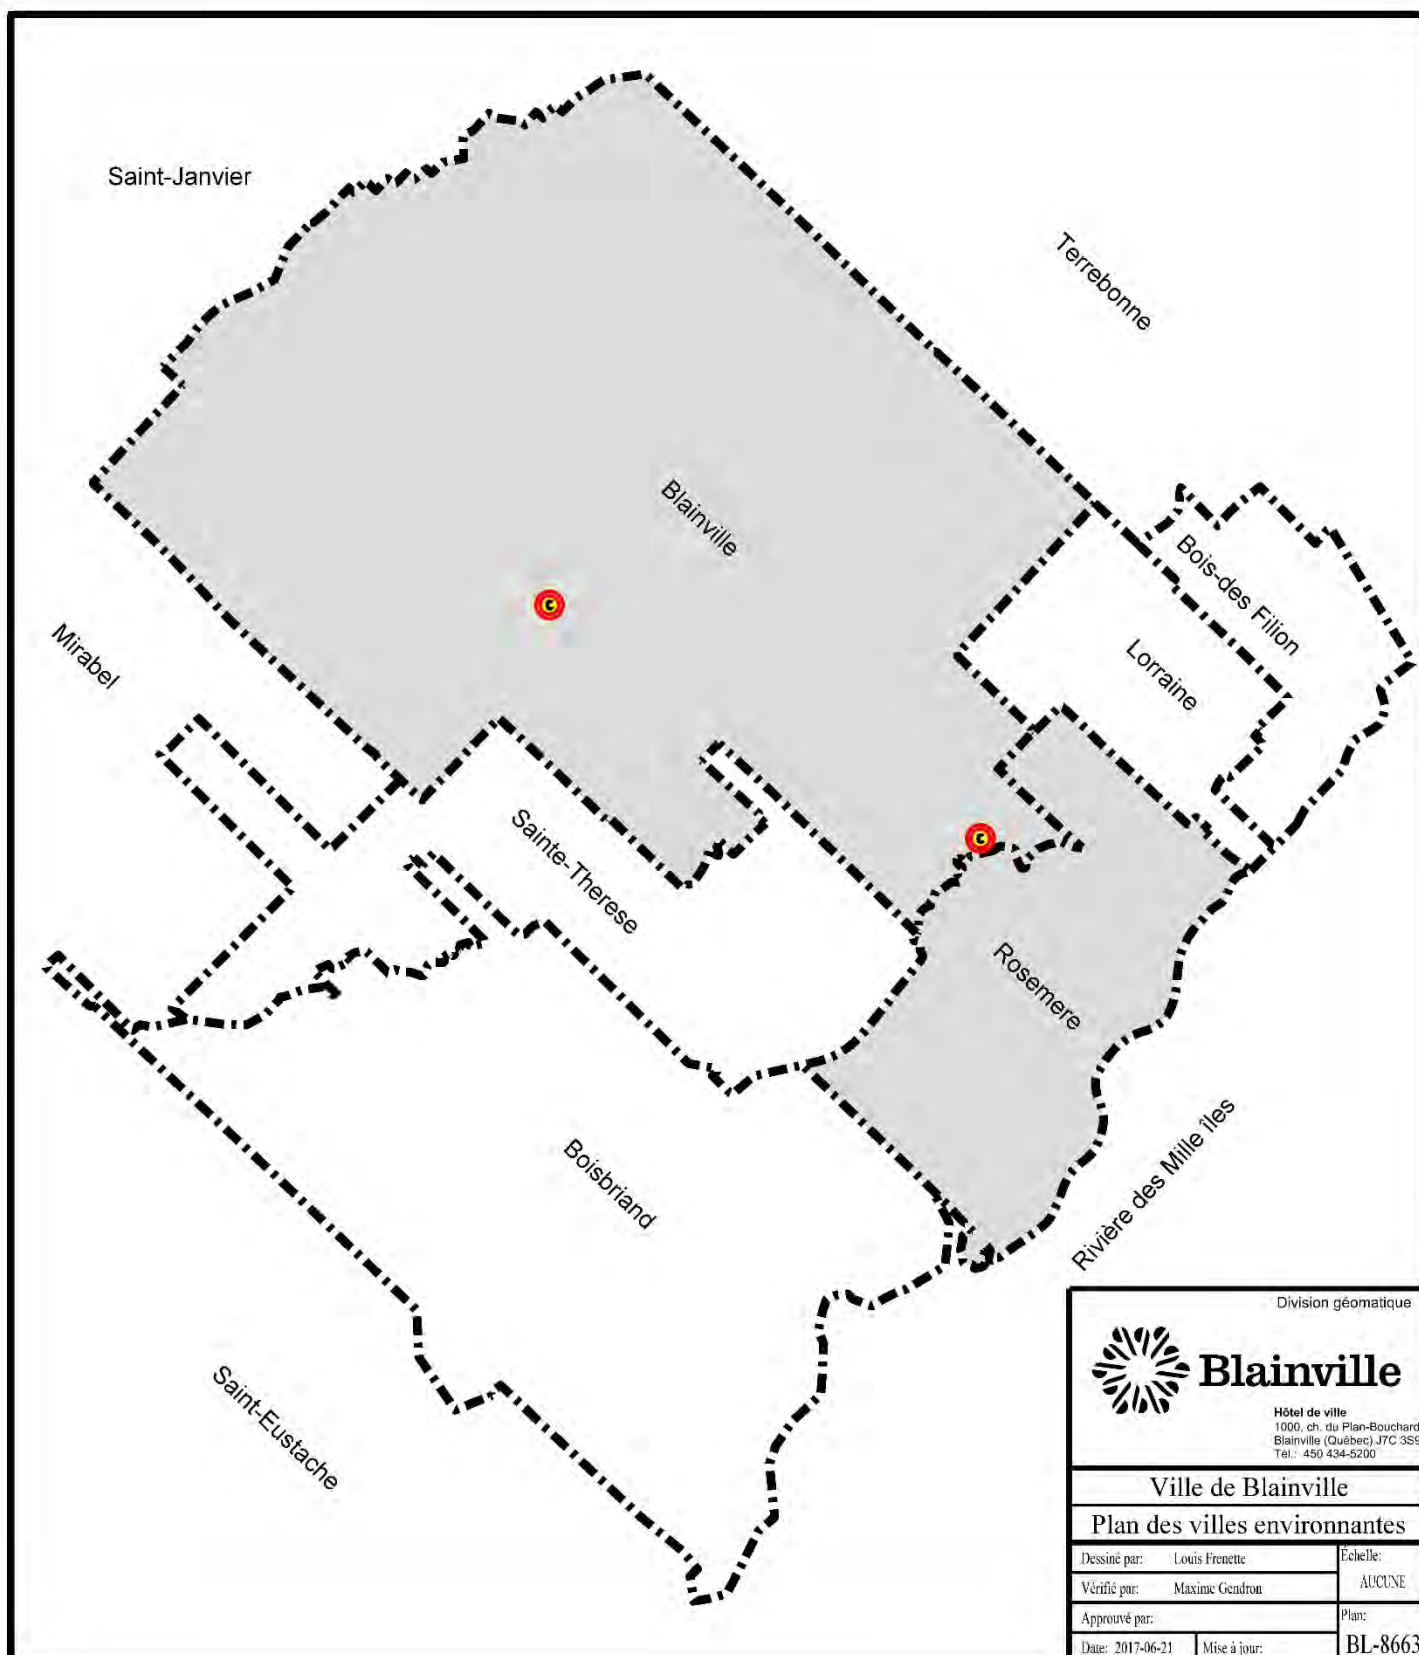 Saint-Janvier
Terrebonne
Blainville
Bois-des Filion
Lorraine
Mirabel
Sainte-Therese
Rosemere
Boisbriand
Rivière des Mille îles
Saint-Eustache
Division géomatique
Blainville
Hôtel de ville
1000, ch. du Plan-Bouchard
Blainville (Québec) J7C 3S9
Tél.: 450 434-5200
Ville de Blainville
Plan des villes environnantes
Dessiné par: Louis Frenette
Échelle:
AUCUNE
Vérifié par: Maxime Gendron
Approuvé par:
Plan:
BL-8663
Date: 2017-06-21
Mise à jour: